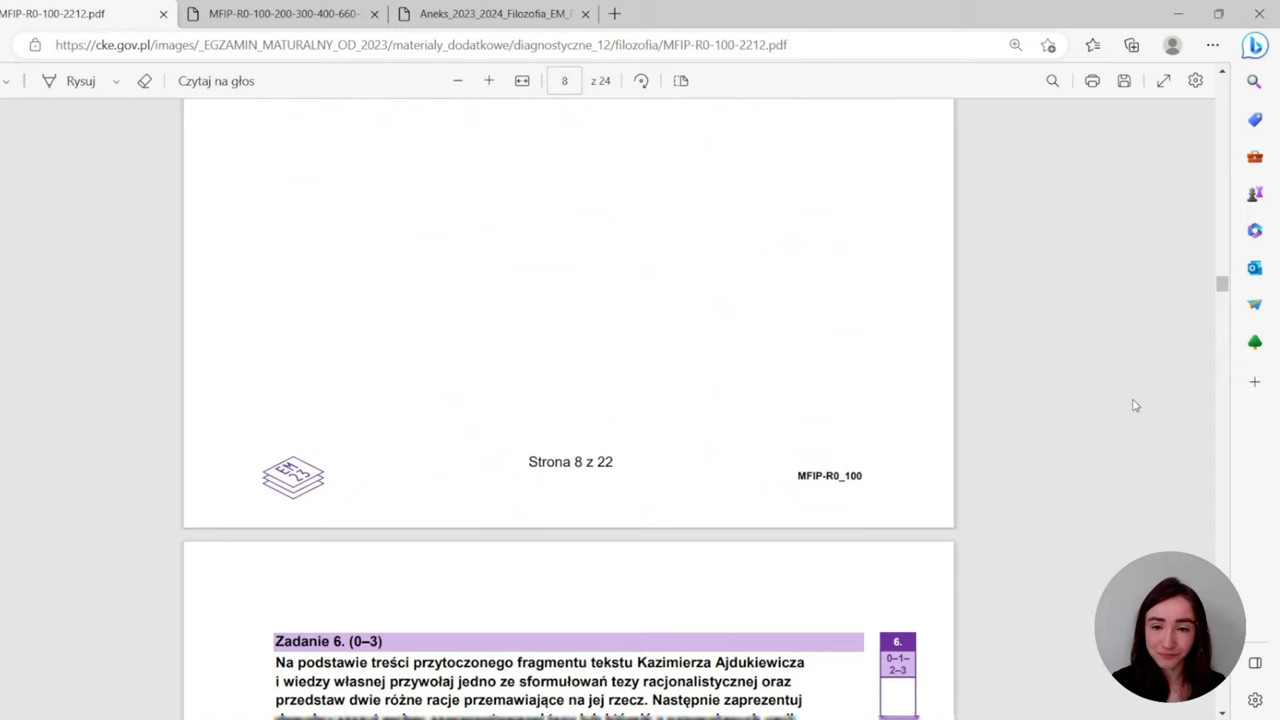 MFIP-R0-100-2212.pdf
MFIP-R0-100-200-300-400-660-
Aneks_2023_2024_Filozofia_EM_
https://cke.gov.pl/images/_EGZAMIN_MATURALNY_OD_2023/materialy_dodatkowe/diagnostyczne_12/filozofia/MFIP-R0-100-2212.pdf
Rysuj
Czytaj na głos
8
z 24
EM
23
Strona 8 z 22
MFIP-R0_100
Zadanie 6. (0–3)
6.
0–1–
2–3
Na podstawie treści przytoczonego fragmentu tekstu Kazimierza Ajdukiewicza
i wiedzy własnej przywołaj jedno ze sformułowań tezy racjonalistycznej oraz
przedstaw dwie różne racje przemawiające na jej rzecz. Następnie zaprezentuj